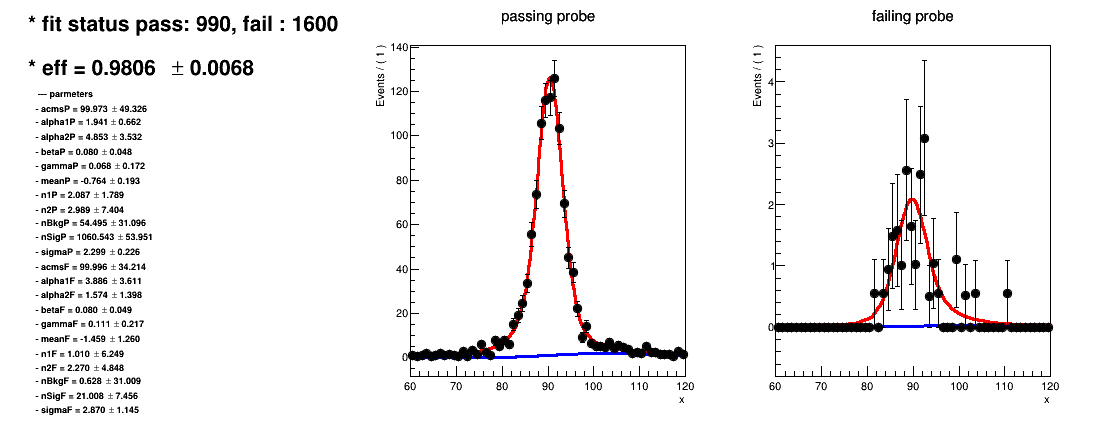 * fit status pass: 990, fail : 1600
* eff = 0.9806 ± 0.0068
--- parmeters
- acmsP = 99.973 ± 49.326
- alpha1P = 1.941 ± 0.662
- alpha2P = 4.853 ± 3.532
- betaP = 0.080 ± 0.048
- gammaP = 0.068 ± 0.172
- meanP = -0.764 ± 0.193
- n1P = 2.087 ± 1.789
- n2P = 2.989 ± 7.404
- nBkgP = 54.495 ± 31.096
- nSigP = 1060.543 ± 53.951
- sigmaP = 2.299 ± 0.226
- acmsF = 99.996 ± 34.214
- alpha1F = 3.886 ± 3.611
- alpha2F = 1.574 ± 1.398
- betaF = 0.080 ± 0.049
- gammaF = 0.111 ± 0.217
- meanF = -1.459 ± 1.260
- n1F = 1.010 ± 6.249
- n2F = 2.270 ± 4.848
- nBkgF = 0.628 ± 31.009
- nSigF = 21.008 ± 7.456
- sigmaF = 2.870 ± 1.145
passing probe
Events / ( 1 )
140
120
100
80
60
40
20
0
60 70 80 90 100 110 120
x
failing probe
Events / ( 1 )
4
3
2
1
0
60 70 80 90 100 110 120
x